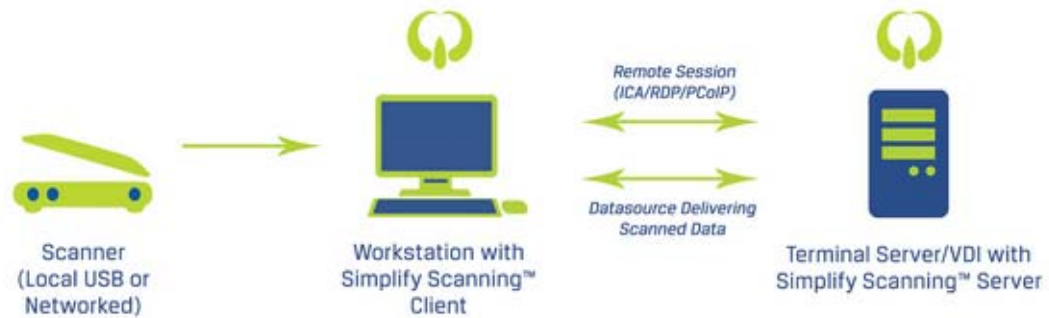 Remote Session
(ICA/RDP/PCoIP)
Datasource Delivering
Scanned Data
Scanner
(Local USB or
Networked)
Workstation with
Simplify Scanning™
Client
Terminal Server/VDI with
Simplify Scanning™ Server